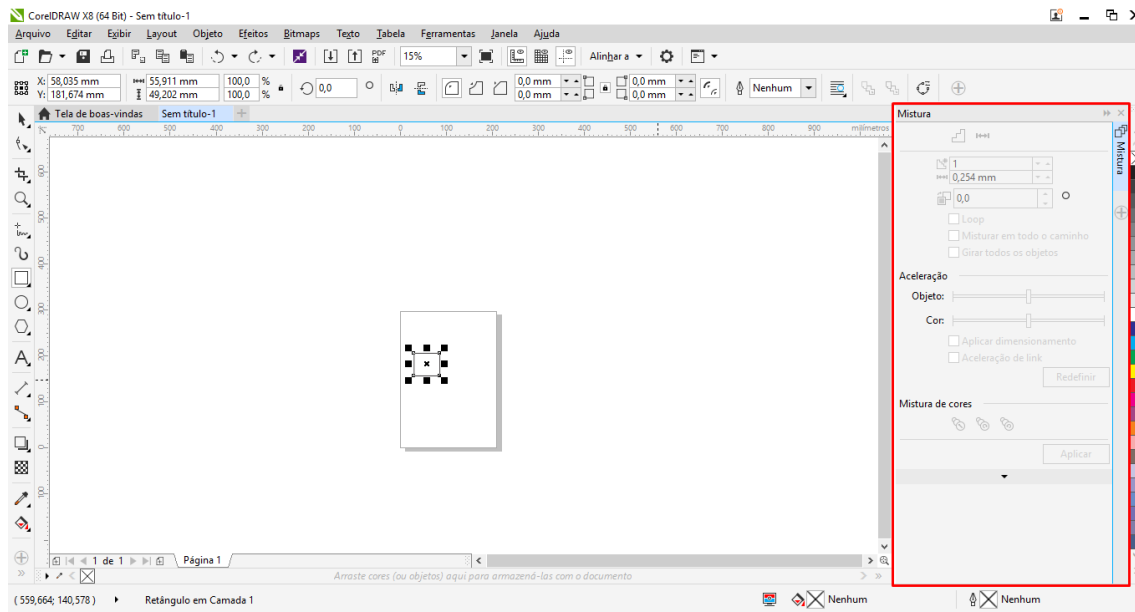 CorelDRAW X8 (64 Bit) - Sem título-1
Arquivo Editar Exibir Layout Objeto Efeitos Bitmaps Texto Tabela Ferramentas Janela Ajuda
PDF 15% Alinhar a
X: 58,035 mm 55,911 mm 100,0 % 0,0 0,0 mm 0,0 mm Nenhum
Y: 181,674 mm 49,202 mm 100,0 % 0,0 mm 0,0 mm
Tela de boas-vindas Sem título-1
Mistura
700 600 500 400 300 200 100 0 100 200 300 400 500 600 700 800 900 milímetros
Mistura
1
0,254 mm
0,0
Loop
Misturar em todo o caminho
Girar todos os objetos
Aceleração
Objeto:
Cor:
Aplicar dimensionamento
Aceleração de link
Redefinir
Mistura de cores
Aplicar
1 de 1 Página 1
Arraste cores (ou objetos) aqui para armazená-las com o documento
( 559,664; 140,578 ) Retângulo em Camada 1 Nenhum Nenhum